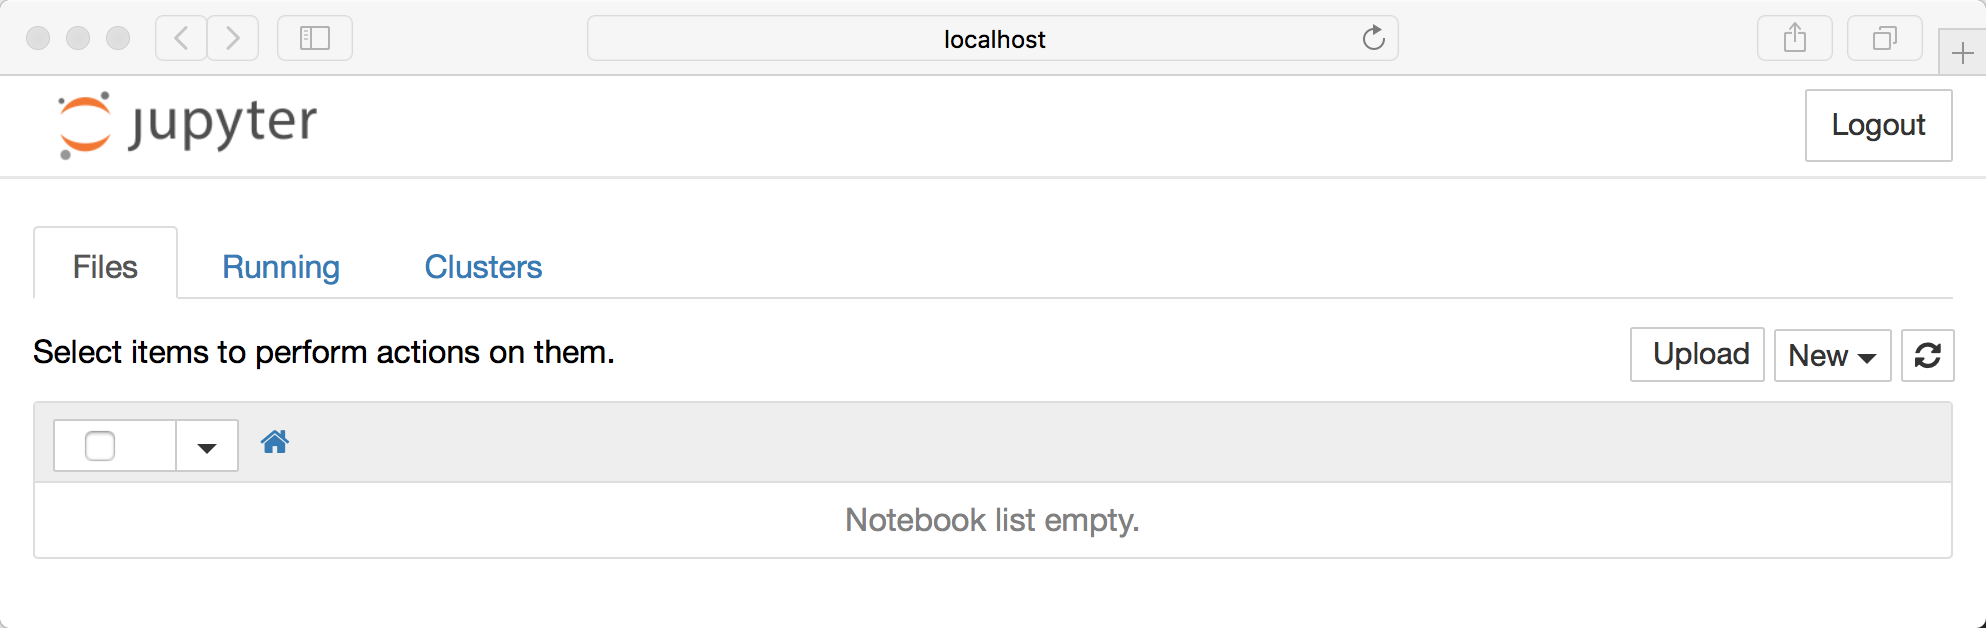 localhost
jupyter
Logout
Files Running Clusters
Select items to perform actions on them.
Upload New
Notebook list empty.